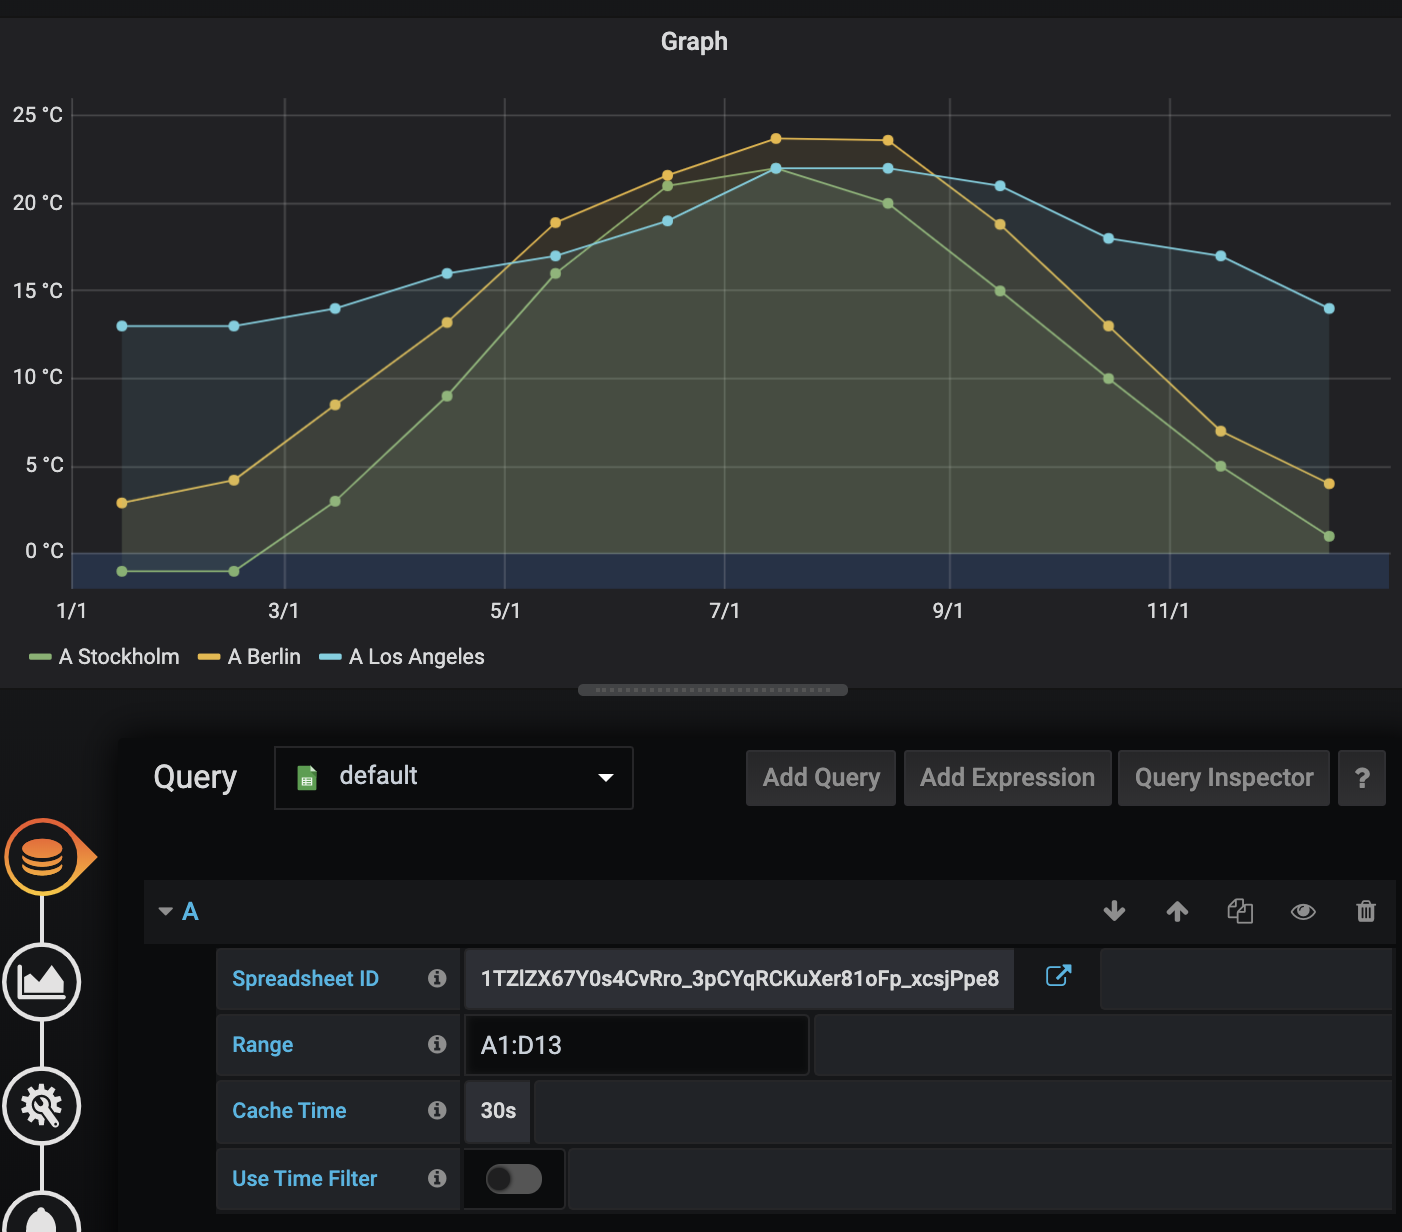 Graph
25 °C
20 °C
15 °C
10 °C
5 °C
0 °C
1/1 3/1 5/1 7/1 9/1 11/1
A Stockholm A Berlin A Los Angeles
Query default Add Query Add Expression Query Inspector ?
A
Spreadsheet ID 1TZlZX67Y0s4CvRro_3pCYqRCKuXer81oFp_xcsjPpe8
Range A1:D13
Cache Time 30s
Use Time Filter